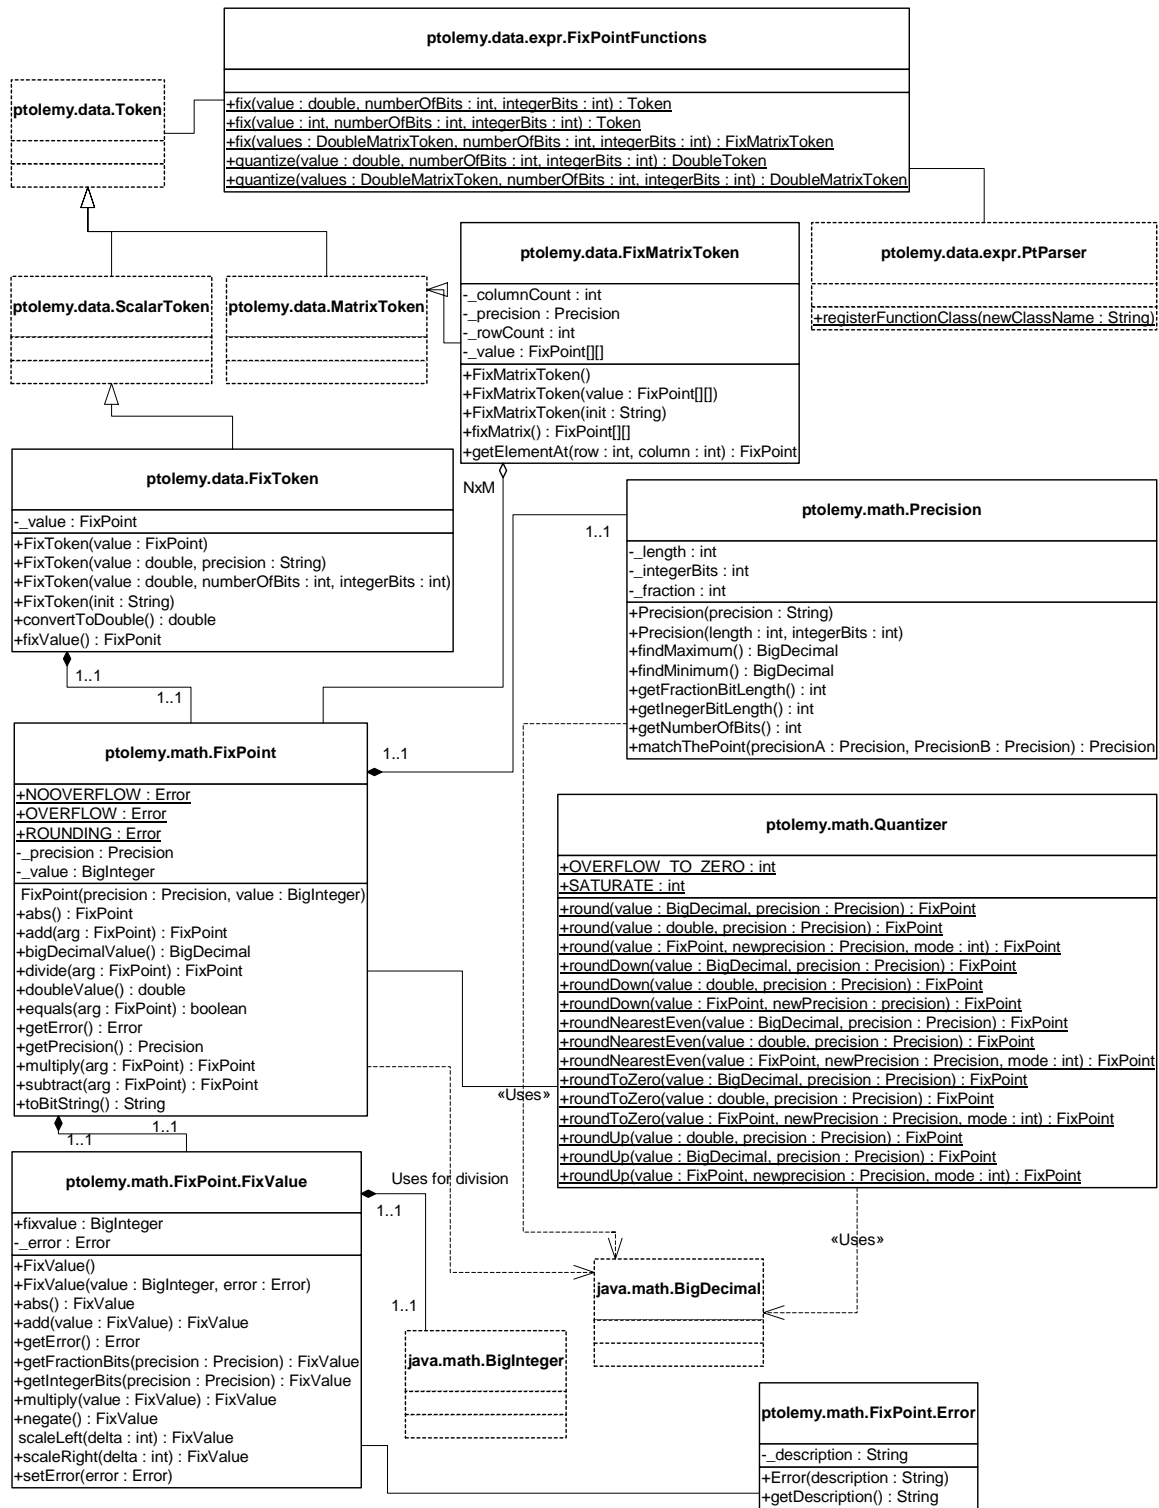 ptolemy.data.expr.FixPointFunctions
+fix(value : double, numberOfBits : int, integerBits : int) : Token
+fix(value : int, numberOfBits : int, integerBits : int) : Token
+fix(values : DoubleMatrixToken, numberOfBits : int, integerBits : int) : FixMatrixToken
+quantize(value : double, numberOfBits : int, integerBits : int) : DoubleToken
+quantize(values : DoubleMatrixToken, numberOfBits : int, integerBits : int) : DoubleMatrixToken
ptolemy.data.Token
ptolemy.data.expr.PtParser
+registerFunctionClass(newClassName : String)
ptolemy.data.ScalarToken
ptolemy.data.MatrixToken
ptolemy.data.FixMatrixToken
-_columnCount : int
-_precision : Precision
-_rowCount : int
-_value : FixPoint[][]
+FixMatrixToken()
+FixMatrixToken(value : FixPoint[][])
+FixMatrixToken(init : String)
+fixMatrix() : FixPoint[][]
+getElementAt(row : int, column : int) : FixPoint
NxM
ptolemy.data.FixToken
-_value : FixPoint
+FixToken(value : FixPoint)
+FixToken(value : double, precision : String)
+FixToken(value : double, numberOfBits : int, integerBits : int)
+FixToken(init : String)
+convertToDouble() : double
+fixValue() : FixPonit
1..1
1..1
1..1
ptolemy.math.Precision
-_length : int
-_integerBits : int
-_fraction : int
+Precision(precision : String)
+Precision(length : int, integerBits : int)
+findMaximum() : BigDecimal
+findMinimum() : BigDecimal
+getFractionBitLength() : int
+getInegerBitLength() : int
+getNumberOfBits() : int
+matchThePoint(precisionA : Precision, PrecisionB : Precision) : Precision
ptolemy.math.FixPoint
+NOOVERFLOW : Error
+OVERFLOW : Error
+ROUNDING : Error
-_precision : Precision
-_value : BigInteger
FixPoint(precision : Precision, value : BigInteger)
+abs() : FixPoint
+add(arg : FixPoint) : FixPoint
+bigDecimalValue() : BigDecimal
+divide(arg : FixPoint) : FixPoint
+doubleValue() : double
+equals(arg : FixPoint) : boolean
+getError() : Error
+getPrecision() : Precision
+multiply(arg : FixPoint) : FixPoint
+subtract(arg : FixPoint) : FixPoint
+toBitString() : String
1..1
ptolemy.math.Quantizer
+OVERFLOW_TO_ZERO : int
+SATURATE : int
+round(value : BigDecimal, precision : Precision) : FixPoint
+round(value : double, precision : Precision) : FixPoint
+round(value : FixPoint, newprecision : Precision, mode : int) : FixPoint
+roundDown(value : BigDecimal, precision : Precision) : FixPoint
+roundDown(value : double, precision : Precision) : FixPoint
+roundDown(value : FixPoint, newPrecision : precision) : FixPoint
+roundNearestEven(value : BigDecimal, precision : Precision) : FixPoint
+roundNearestEven(value : double, precision : Precision) : FixPoint
+roundNearestEven(value : FixPoint, newPrecision : Precision, mode : int) : FixPoint
+roundToZero(value : BigDecimal, precision : Precision) : FixPoint
+roundToZero(value : double, precision : Precision) : FixPoint
+roundToZero(value : FixPoint, newPrecision : Precision, mode : int) : FixPoint
+roundUp(value : double, precision : Precision) : FixPoint
+roundUp(value : BigDecimal, precision : Precision) : FixPoint
+roundUp(value : FixPoint, newprecision : Precision, mode : int) : FixPoint
«Uses»
1..1
1..1
ptolemy.math.FixPoint.FixValue
+fixvalue : BigInteger
-_error : Error
+FixValue()
+FixValue(value : BigInteger, error : Error)
+abs() : FixValue
+add(value : FixValue) : FixValue
+getError() : Error
+getFractionBits(precision : Precision) : FixValue
+getIntegerBits(precision : Precision) : FixValue
+multiply(value : FixValue) : FixValue
+negate() : FixValue
scaleLeft(delta : int) : FixValue
+scaleRight(delta : int) : FixValue
+setError(error : Error)
Uses for division
1..1
1..1
«Uses»
java.math.BigDecimal
java.math.BigInteger
ptolemy.math.FixPoint.Error
-_description : String
+Error(description : String)
+getDescription() : String